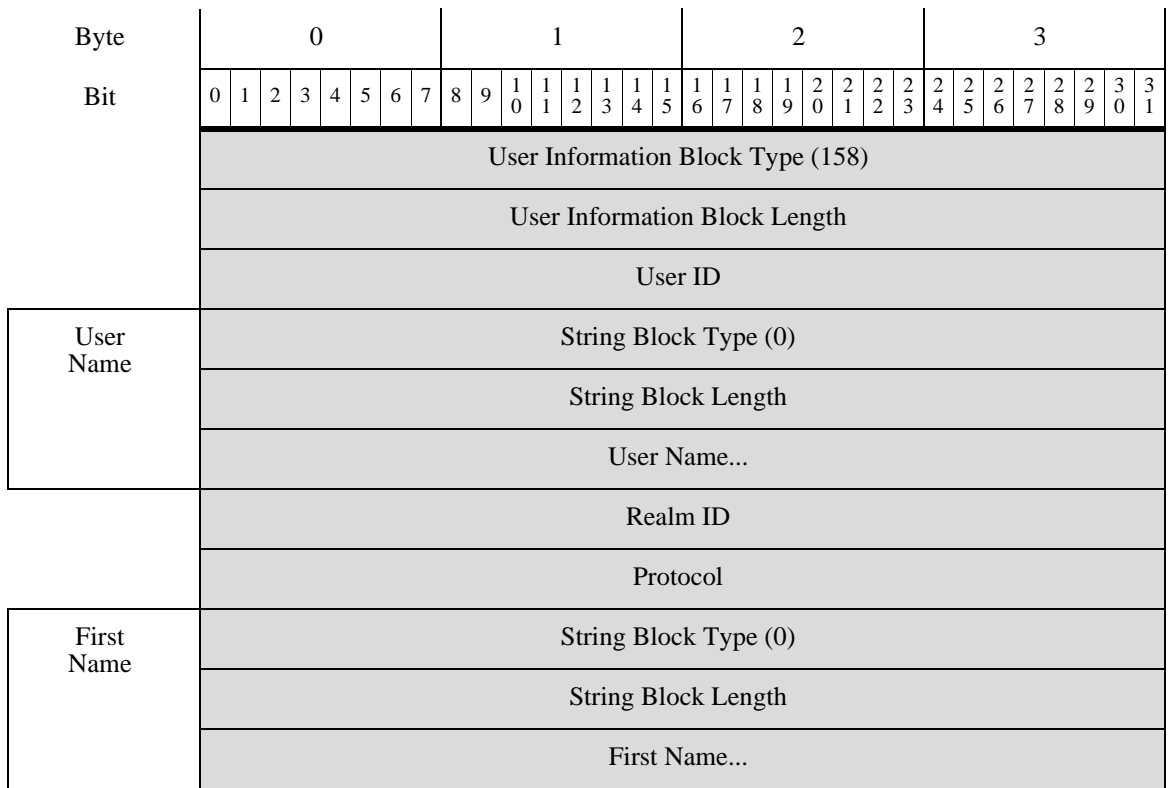 Byte 0 1 2 3
Bit 0 1 2 3 4 5 6 7 8 9 10 11 12 13 14 15 16 17 18 19 20 21 22 23 24 25 26 27 28 29 30 31
User Information Block Type (158)
User Information Block Length
User ID
User
Name
String Block Type (0)
String Block Length
User Name...
Realm ID
Protocol
First
Name
String Block Type (0)
String Block Length
First Name...